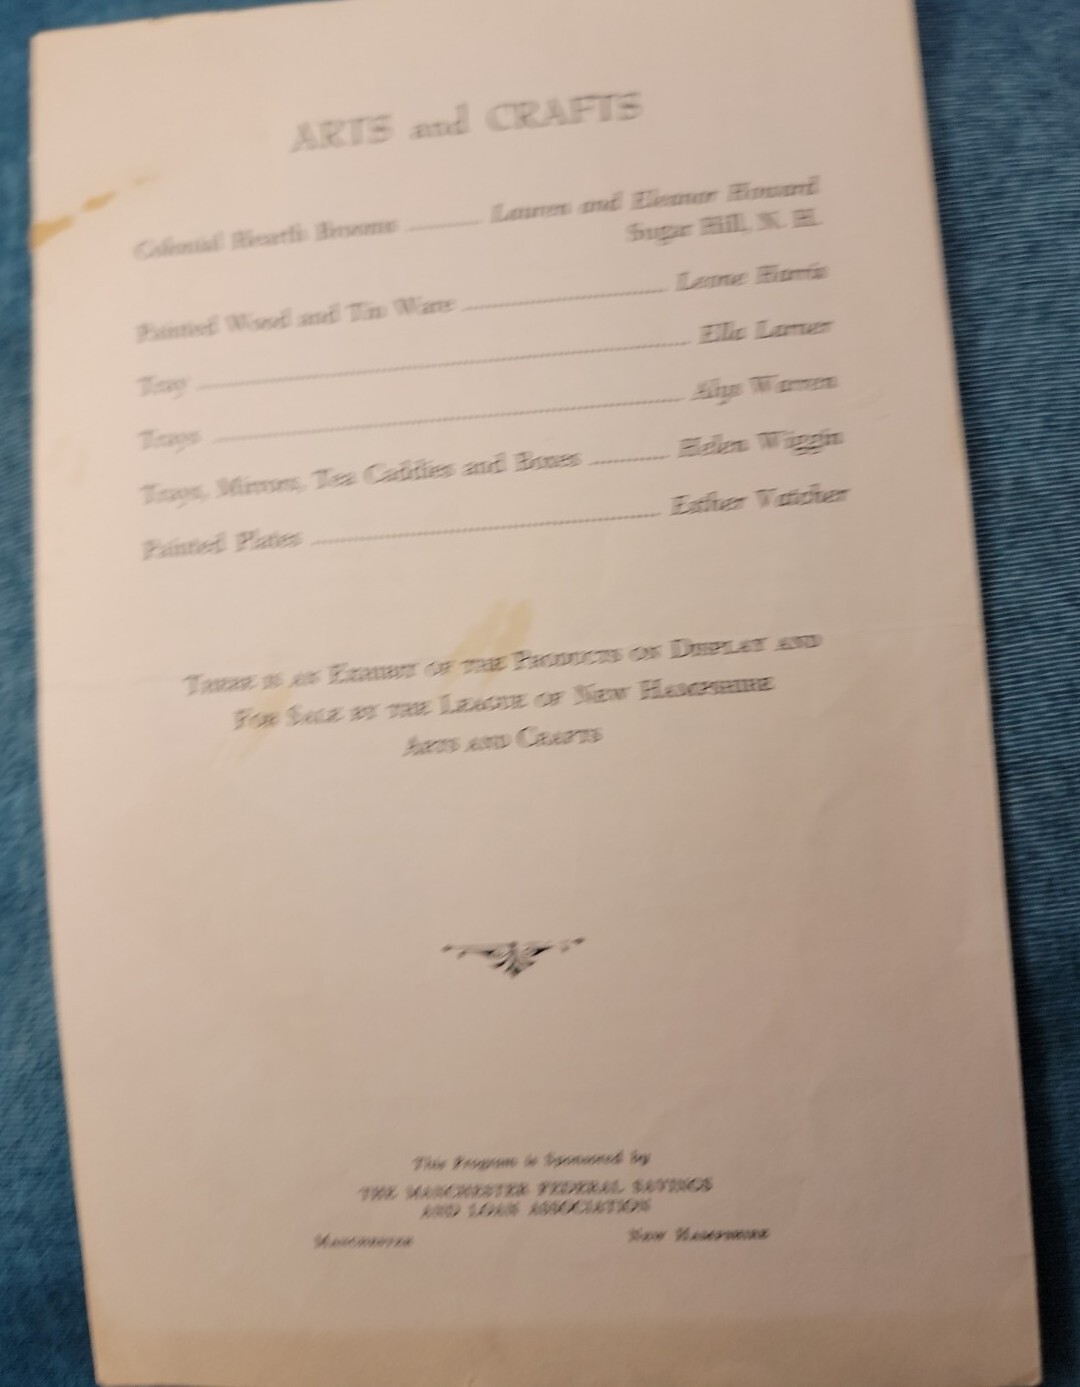 ARTS and CRAFTS
Colonial Hearth Brooms ........ Lauren and Eleanor Howard
Sugar Hill, N. H.
Painted Wood and Tin Ware ........ Leone Harris
Tray ........ Ella Larner
Trays ........ Alys Warren
Trays, Mirrors, Tea Caddies and Boxes ........ Helen Wiggin
Painted Plates ........ Esther Vatcher
THERE IS AN EXHIBIT OF THE PRODUCTS ON DISPLAY AND
FOR SALE BY THE LEAGUE OF NEW HAMPSHIRE
ARTS AND CRAFTS
This Program is Sponsored by
THE MANCHESTER FEDERAL SAVINGS
AND LOAN ASSOCIATION
MANCHESTER NEW HAMPSHIRE